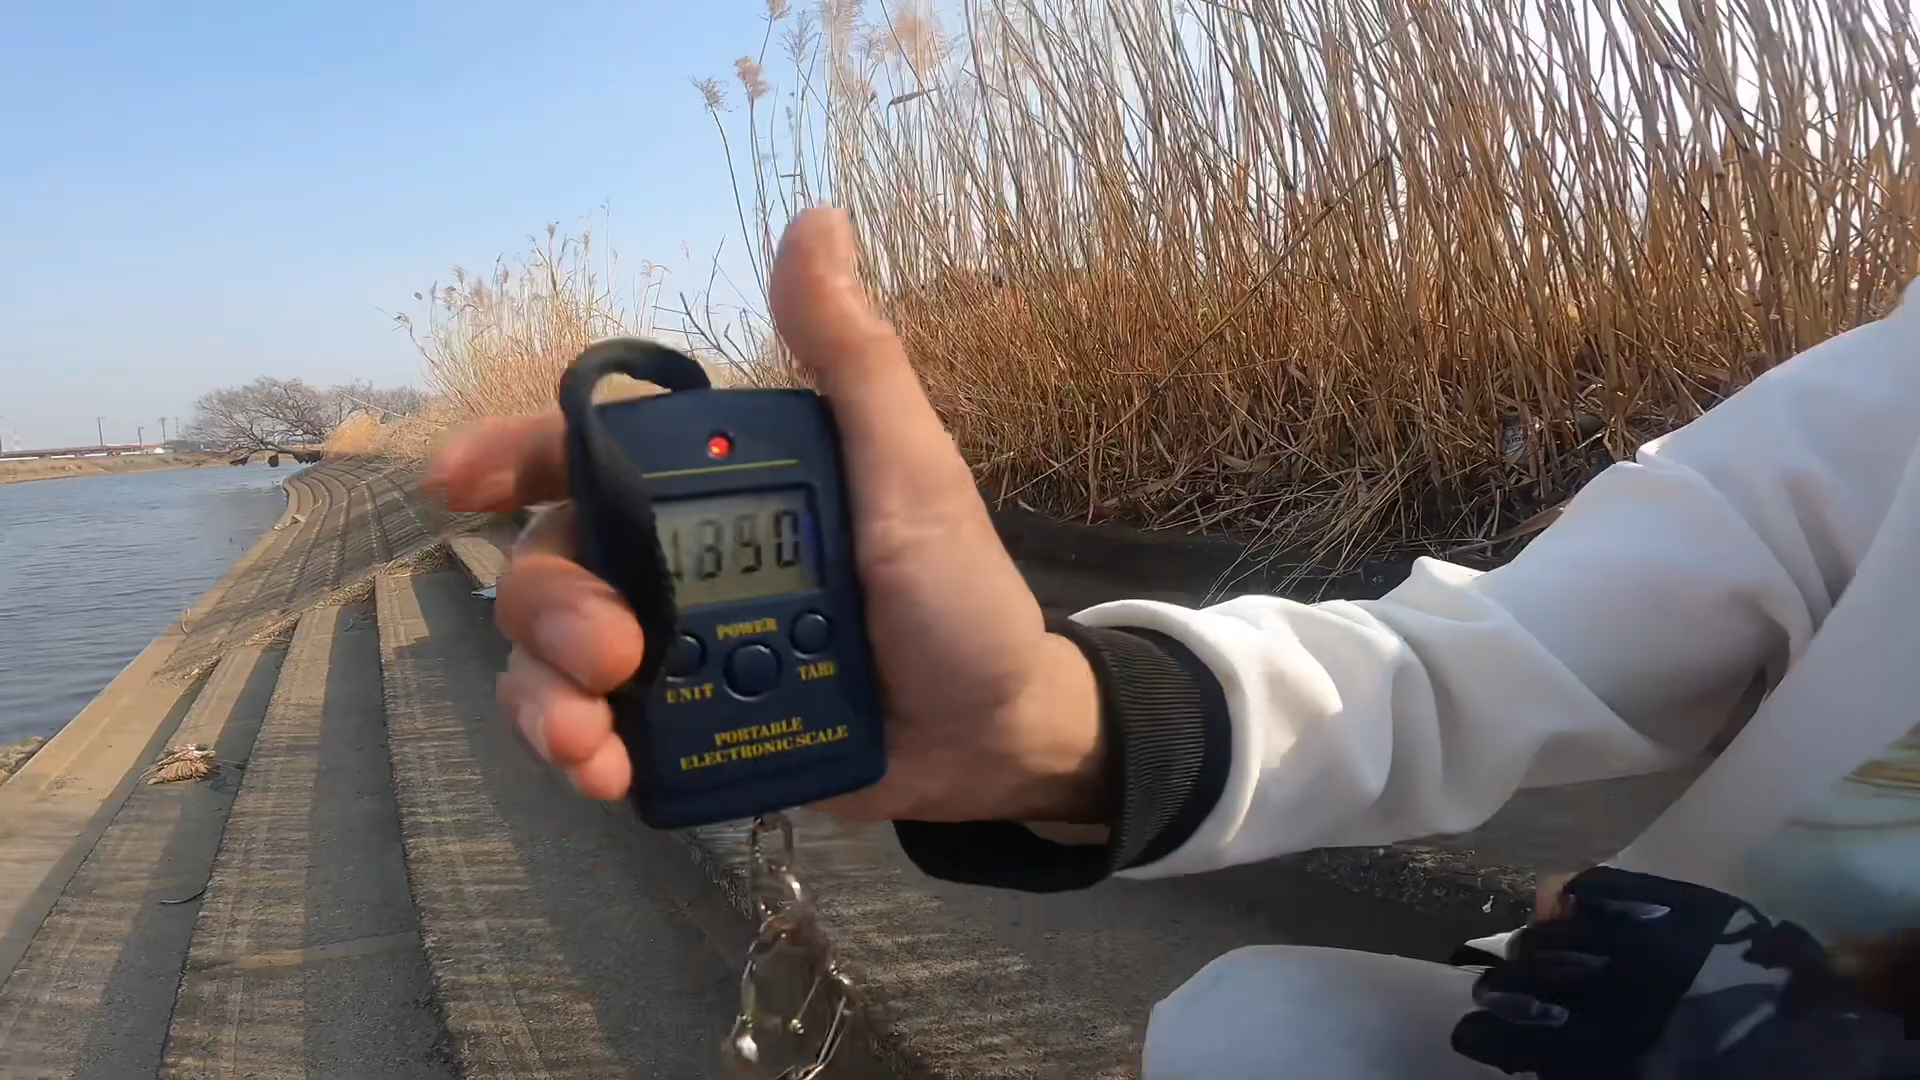 1890
POWER
UNIT
TARE
PORTABLE
ELECTRONIC SCALE